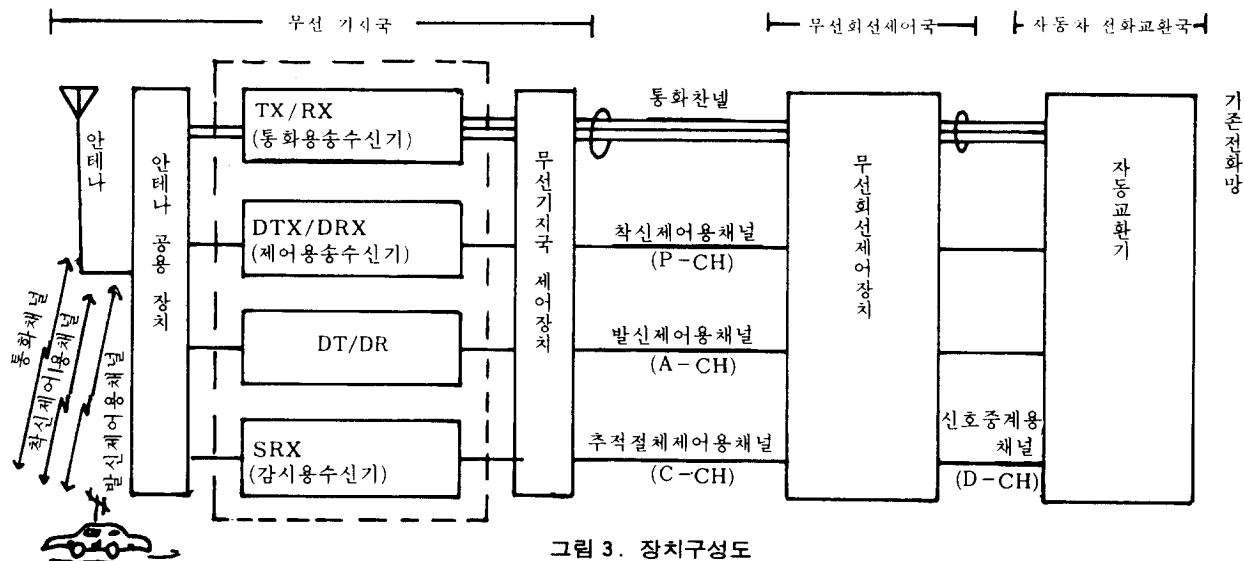 무선 기지국
무선회선제어국
자동차 전화교환국
안테나
안테나 공용 장치
TX/RX
(통화용송수신기)
DTX/DRX
(제어용송수신기)
DT/DR
SRX
(감시용수신기)
무선기지국 제어장치
통화찬넬
착신제어용채널
(P-CH)
발신제어용채널
(A-CH)
추적절체제어용채널
(C-CH)
무선회선제어장치
신호중계용
채널
(D-CH)
자동교환기
기존전화망
통화채널
착신제어용채널
발신제어용채널
그림 3. 장치구성도